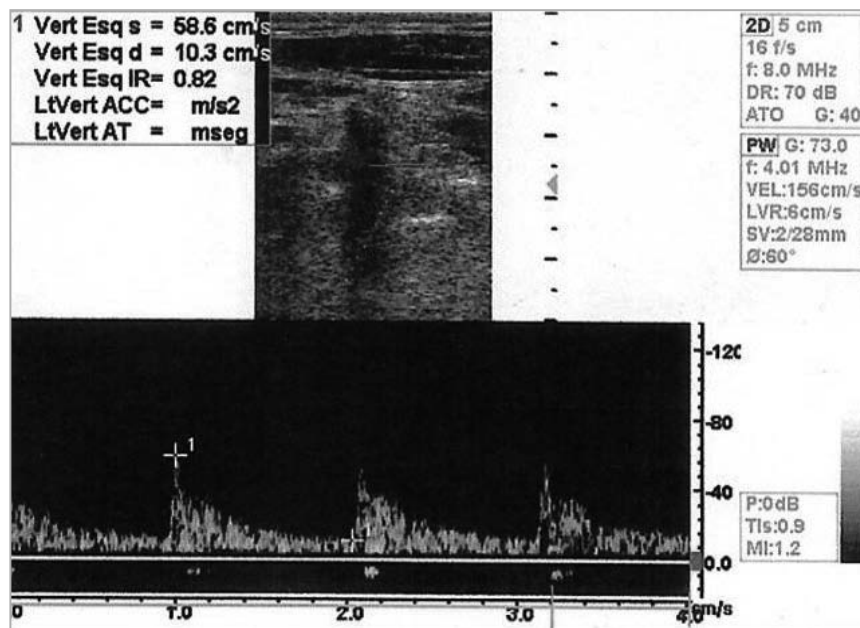 1 Vert Esq s = 58.6 cm/s
Vert Esq d = 10.3 cm/s
Vert Esq IR= 0.82
LtVert ACC= m/s2
LtVert AT = mseg
2D 5 cm
16 f/s
f: 8.0 MHz
DR: 70 dB
ATO G: 40
PW G: 73.0
f: 4.01 MHz
VEL:156cm/s
LVR:6cm/s
SV:2/28mm
Ø:60°
-120
-80
1
-40
1
P:0dB
TIs:0.9
MI:1.2
0.0
0 1.0 2.0 3.0 4.0 cm/s